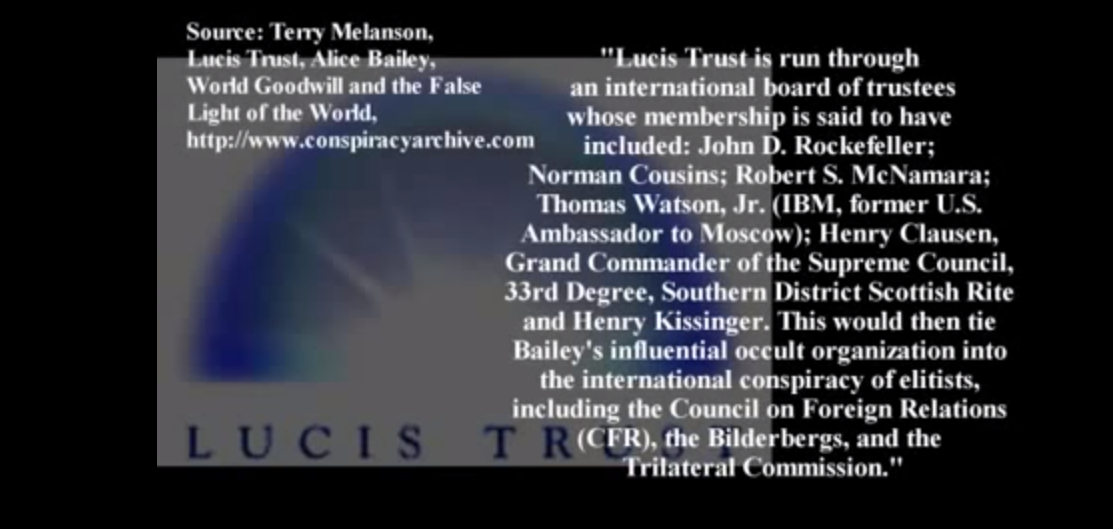 Source: Terry Melanson,
Lucis Trust, Alice Bailey,
World Goodwill and the False
Light of the World,
http://www.conspiracyarchive.com
"Lucis Trust is run through
an international board of trustees
whose membership is said to have
included: John D. Rockefeller;
Norman Cousins; Robert S. McNamara;
Thomas Watson, Jr. (IBM, former U.S.
Ambassador to Moscow); Henry Clausen,
Grand Commander of the Supreme Council,
33rd Degree, Southern District Scottish Rite
and Henry Kissinger. This would then tie
Bailey's influential occult organization into
the international conspiracy of elitists,
including the Council on Foreign Relations
(CFR), the Bilderbergs, and the
Trilateral Commission."
LUCIS TRUST